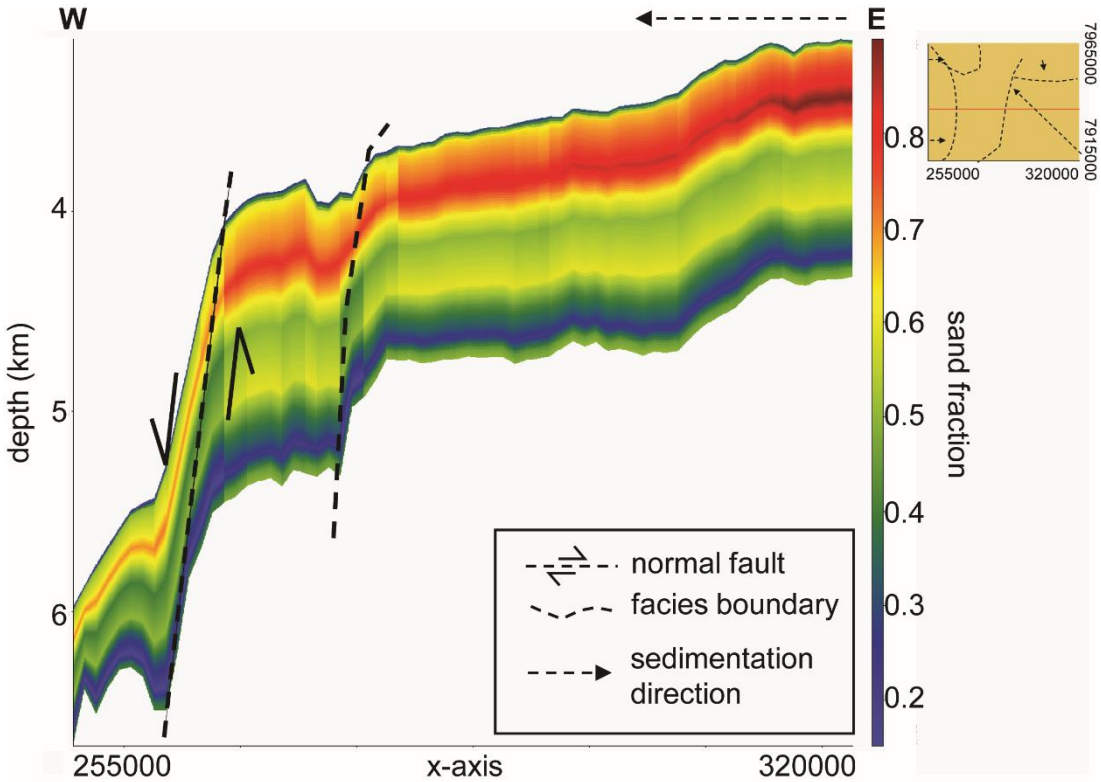 W
E
7965000
7915000
255000
320000
depth (km)
4
5
6
0.8
0.7
0.6
0.5
0.4
0.3
0.2
sand fraction
normal fault
facies boundary
sedimentation
direction
255000
x-axis
320000